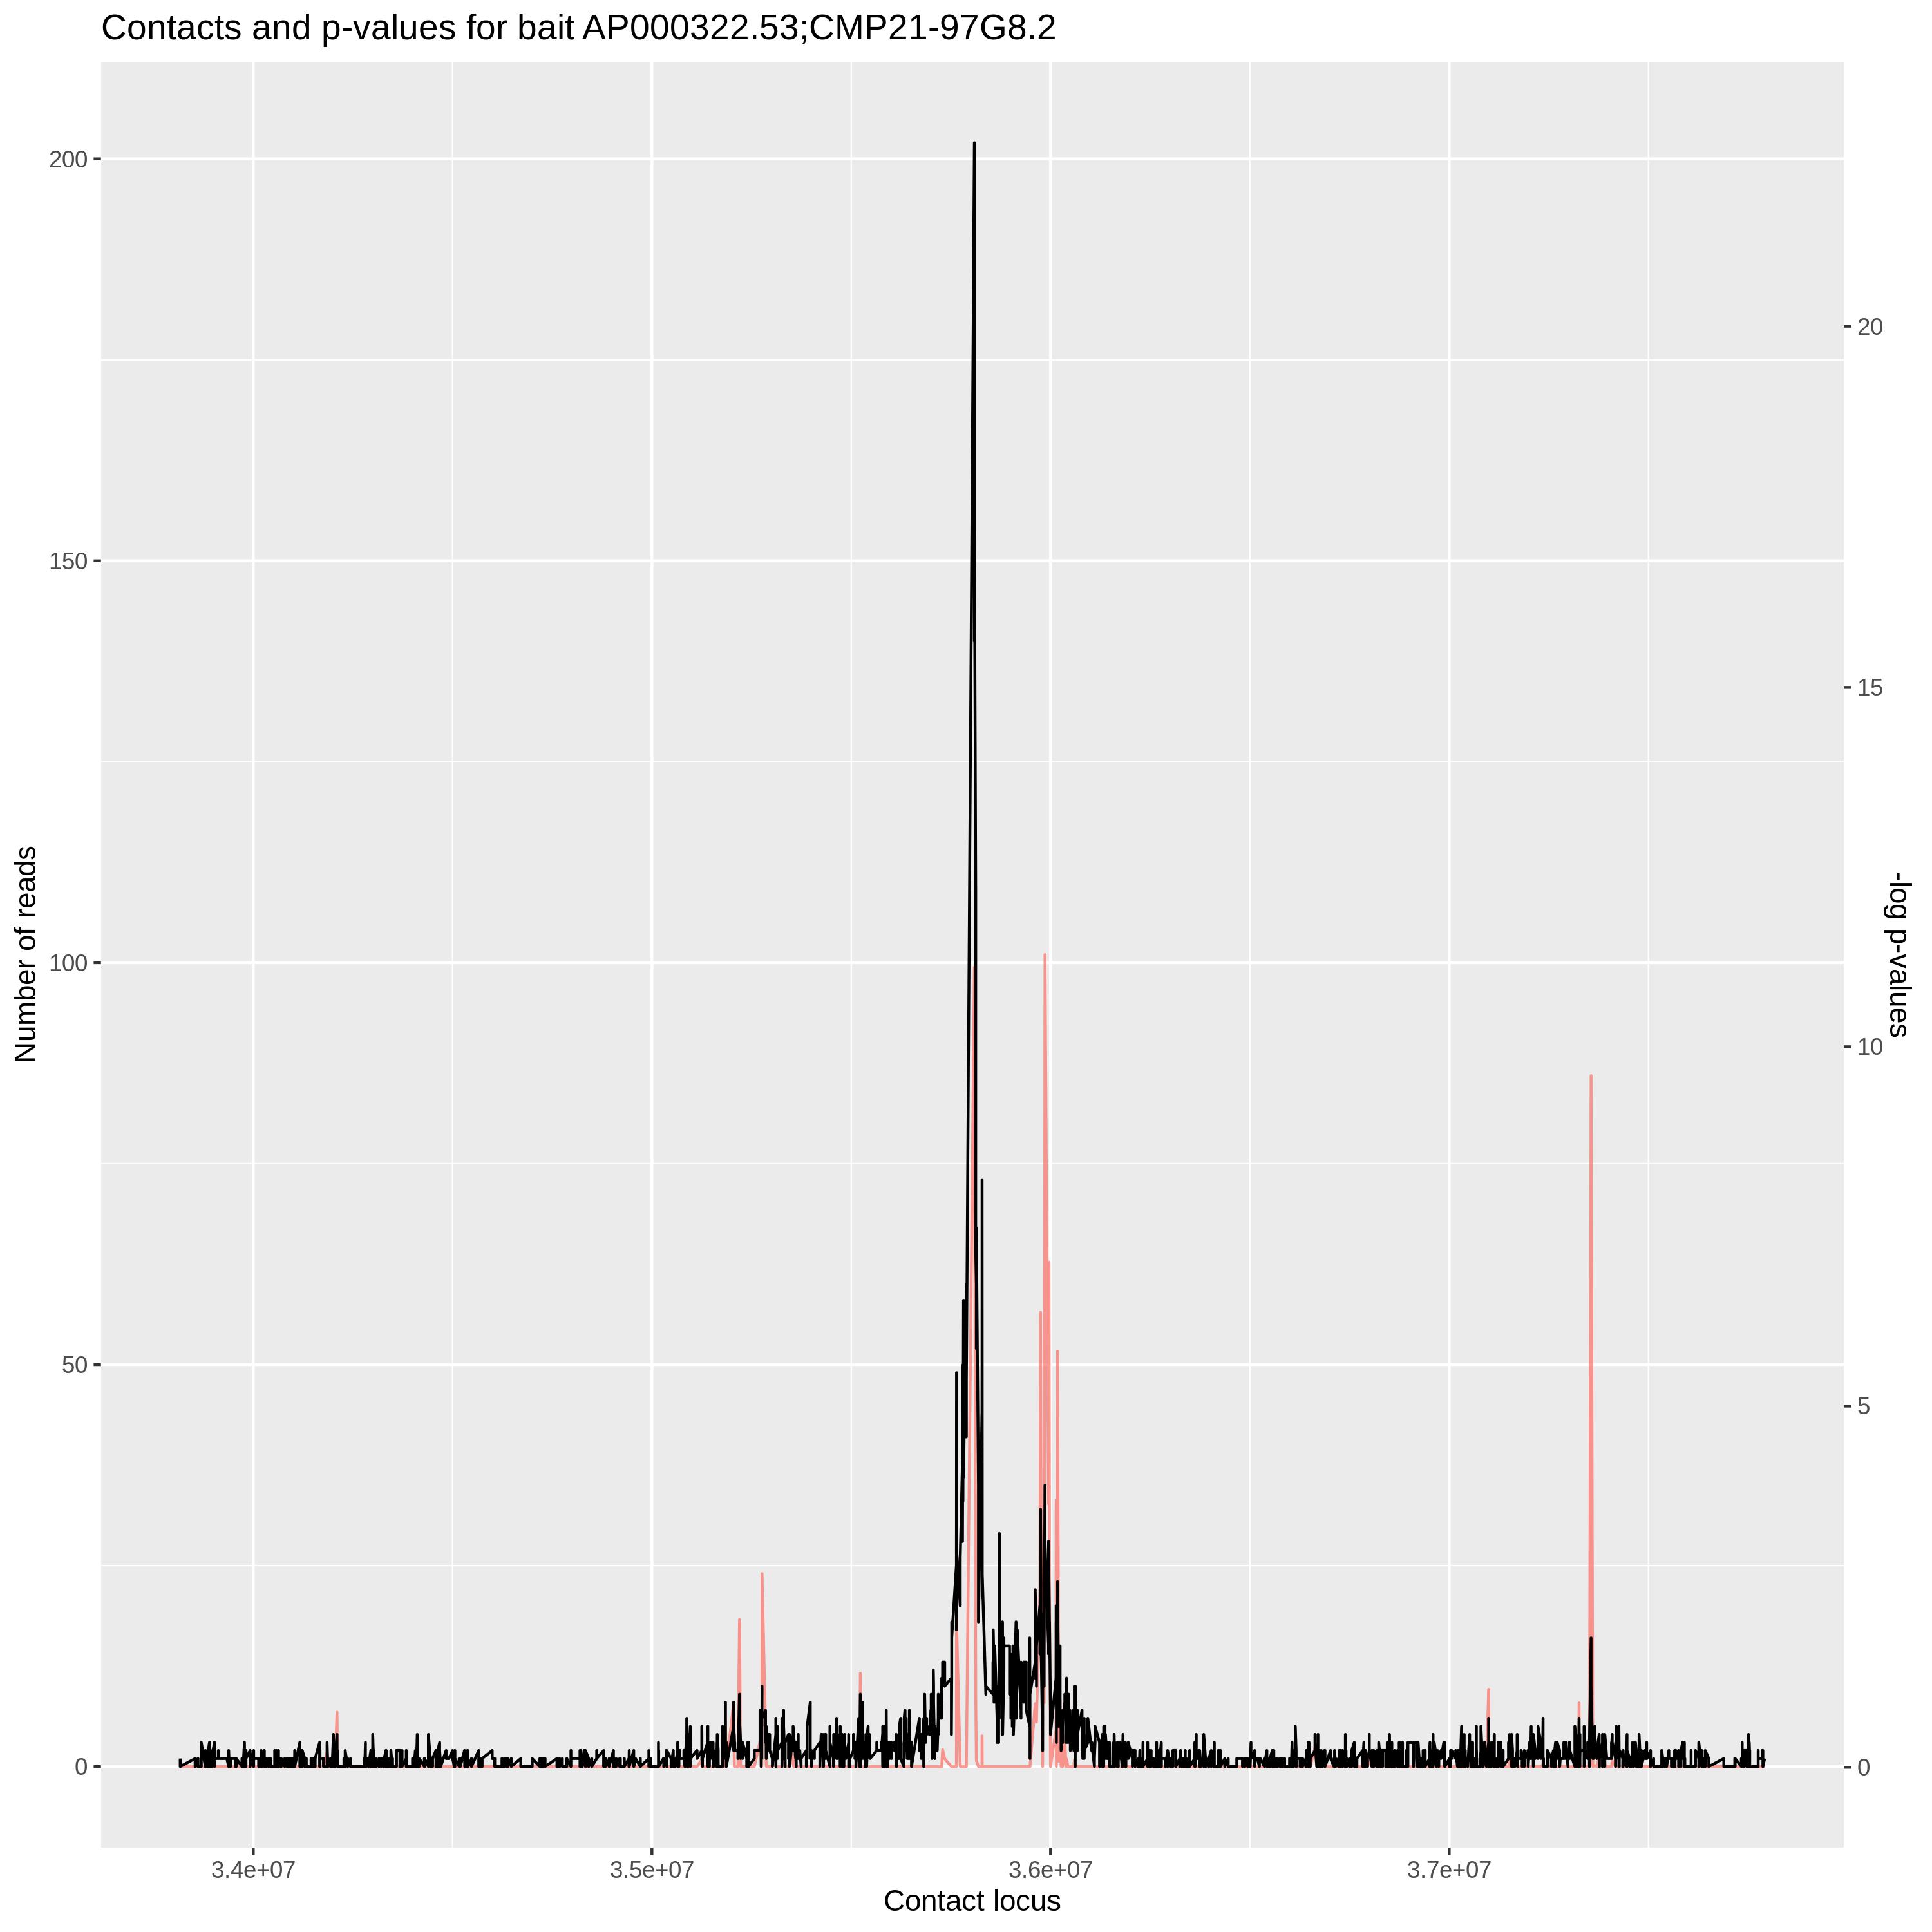 Contacts and p-values for bait AP000322.53;CMP21-97G8.2
200
150
100
50
0
Number of reads
20
15
10
5
0
-log p-values
3.4e+07 3.5e+07 3.6e+07 3.7e+07
Contact locus